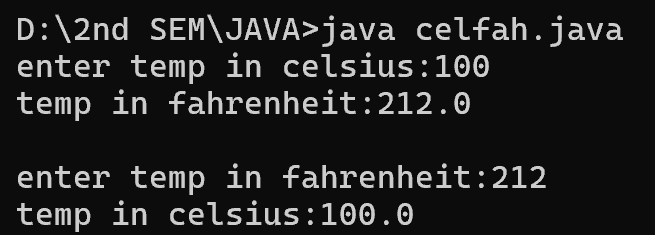 D:\2nd SEM\JAVA>java celfah.java
enter temp in celsius:100
temp in fahrenheit:212.0
enter temp in fahrenheit:212
temp in celsius:100.0